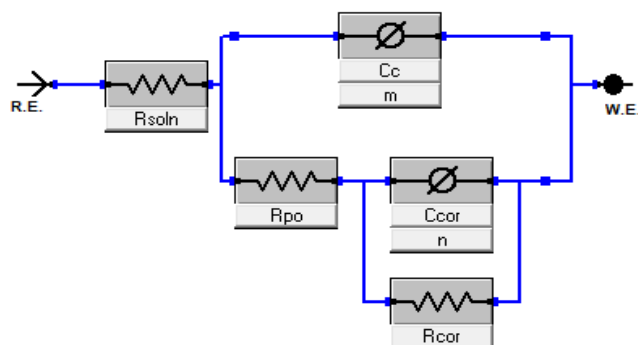 Cc
m
R.E.
Rsoln
W.E.
Rpo
Ccor
n
Rcor